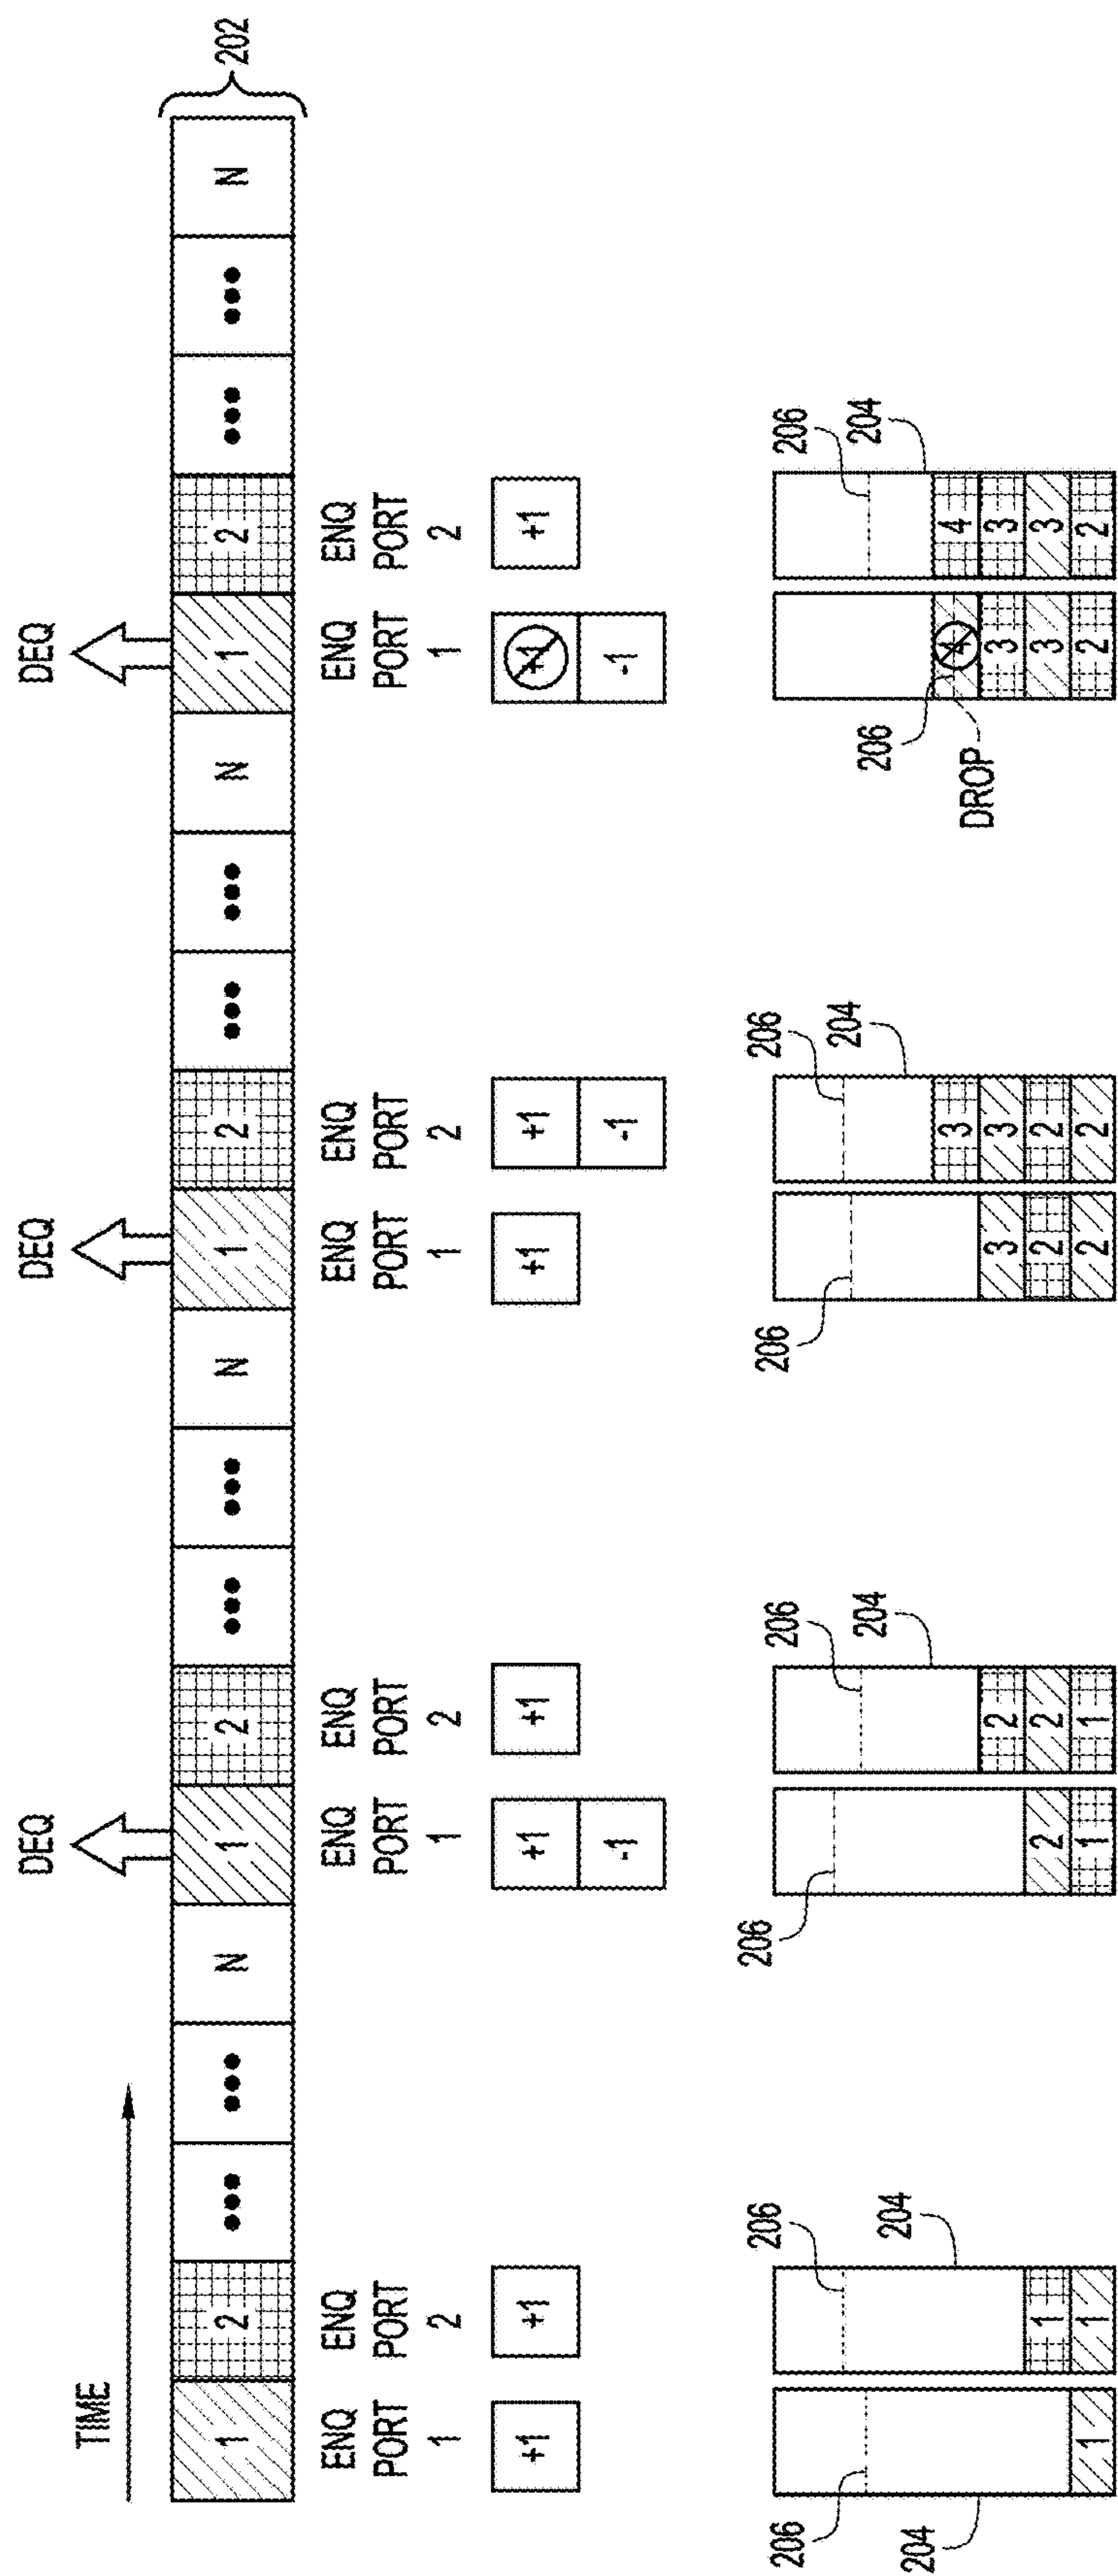 TIME DEQ DEQ DEQ
1 2 ••• ••• N 1 2 ••• ••• N 1 2 ••• ••• N 1 2 ••• ••• N 202
ENQ ENQ ENQ ENQ ENQ ENQ ENQ ENQ
PORT PORT PORT PORT PORT PORT PORT PORT
1 2 1 2 1 2 1 2
+1 +1 +1 +1 +1 +1 +1 +1
-1 -1 -1
206 206 206 206 206 206 206
204 204 204 204 204
206
3 4 4
DROP
2 3 3 3 3
1 2 2 2 2 3 3
1 1 1 1 2 2 2 2